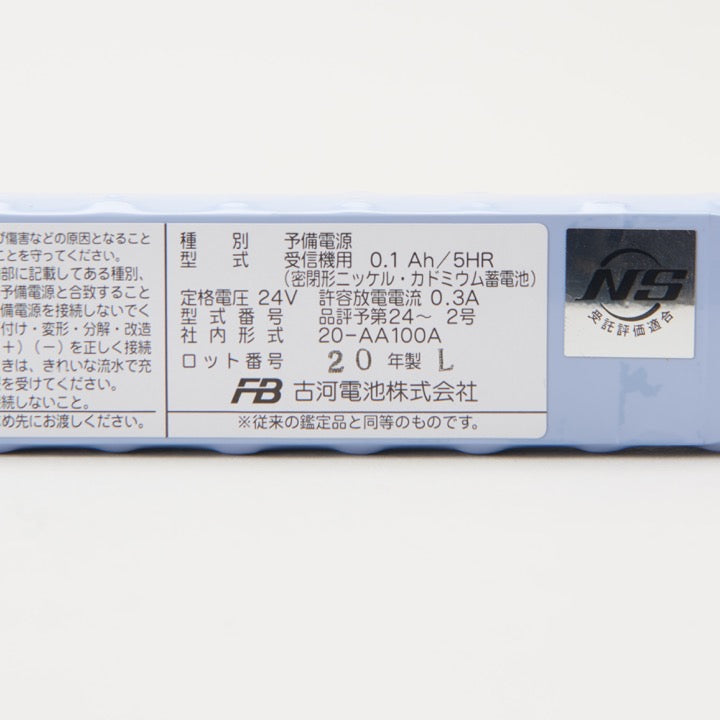 げ傷害などの原因となること
ことを守ってください。
部に記載してある種別、
予備電源と合致すること
備電源を接続しないでく
付け・変形・分解・改造
＋）（－）を正しく接続
きは、きれいな流水で充
を受けてください。
接続しないこと。
め先にお渡しください。
種 別 予備電源
型 式 受信機用 0.1 Ah／5HR
（密閉形ニッケル・カドミウム蓄電池）
定格電圧 24V 許容放電電流 0.3A
型式番号 品評予第24～ 2号
社内形式 20-AA100A
ロット番号 20年製 L
FB 古河電池株式会社
※従来の鑑定品と同等のものです。
NS
受託評価適合